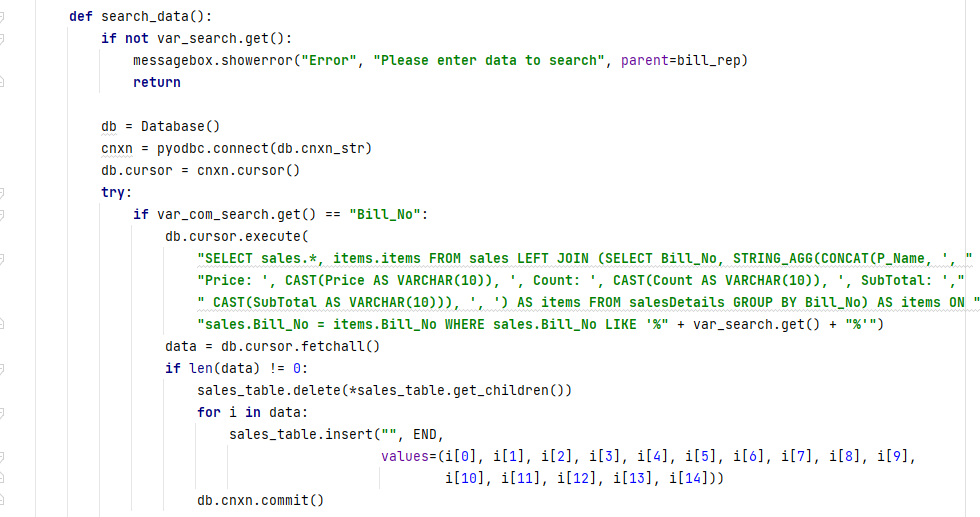 def search_data():
if not var_search.get():
messagebox.showerror("Error", "Please enter data to search", parent=bill_rep)
return
db = Database()
cnxn = pyodbc.connect(db.cnxn_str)
db.cursor = cnxn.cursor()
try:
if var_com_search.get() == "Bill_No":
db.cursor.execute(
"SELECT sales.*, items.items FROM sales LEFT JOIN (SELECT Bill_No, STRING_AGG(CONCAT(P_Name, ', "
"Price: ', CAST(Price AS VARCHAR(10)), ', Count: ', CAST(Count AS VARCHAR(10)), ', SubTotal: ',"
" CAST(SubTotal AS VARCHAR(10))), ', ') AS items FROM salesDetails GROUP BY Bill_No) AS items ON "
"sales.Bill_No = items.Bill_No WHERE sales.Bill_No LIKE '%" + var_search.get() + "%'")
data = db.cursor.fetchall()
if len(data) != 0:
sales_table.delete(*sales_table.get_children())
for i in data:
sales_table.insert("", END,
values=(i[0], i[1], i[2], i[3], i[4], i[5], i[6], i[7], i[8], i[9],
i[10], i[11], i[12], i[13], i[14]))
db.cnxn.commit()